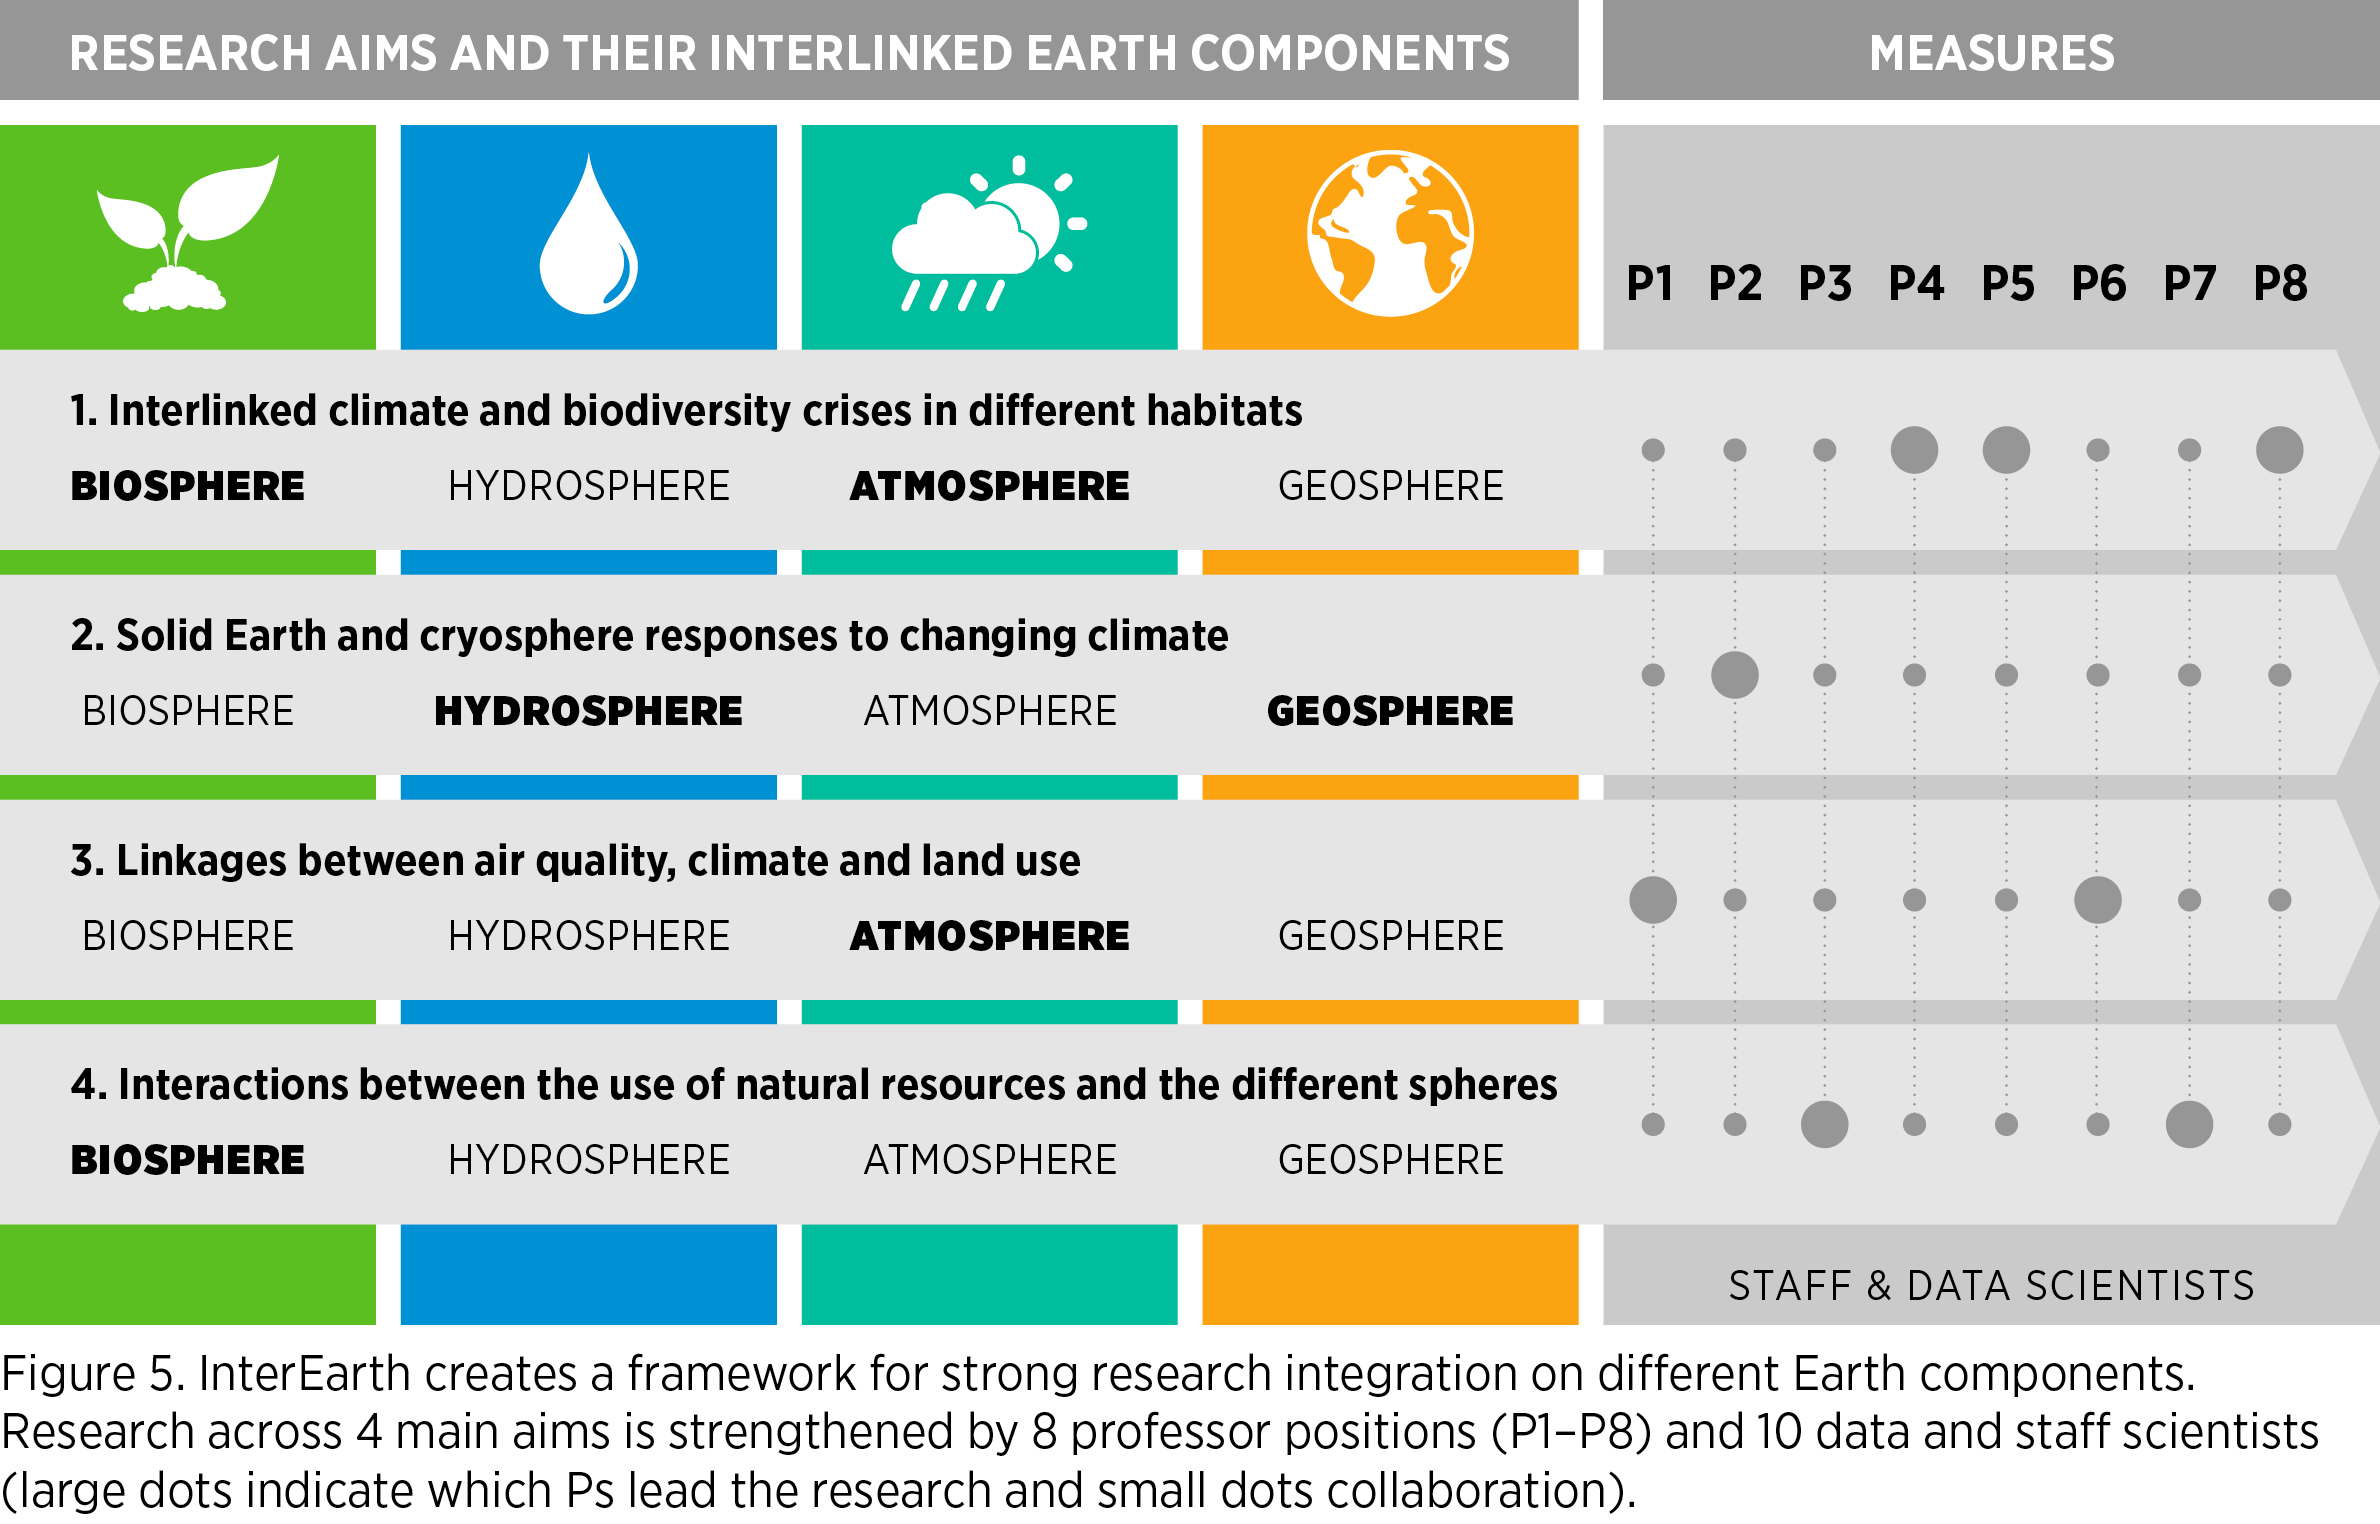 RESEARCH AIMS AND THEIR INTERLINKED EARTH COMPONENTS
MEASURES
P1 P2 P3 P4 P5 P6 P7 P8
1. Interlinked climate and biodiversity crises in different habitats
BIOSPHERE HYDROSPHERE ATMOSPHERE GEOSPHERE
2. Solid Earth and cryosphere responses to changing climate
BIOSPHERE HYDROSPHERE ATMOSPHERE GEOSPHERE
3. Linkages between air quality, climate and land use
BIOSPHERE HYDROSPHERE ATMOSPHERE GEOSPHERE
4. Interactions between the use of natural resources and the different spheres
BIOSPHERE HYDROSPHERE ATMOSPHERE GEOSPHERE
STAFF & DATA SCIENTISTS
Figure 5. InterEarth creates a framework for strong research integration on different Earth components.
Research across 4 main aims is strengthened by 8 professor positions (P1–P8) and 10 data and staff scientists
(large dots indicate which Ps lead the research and small dots collaboration).